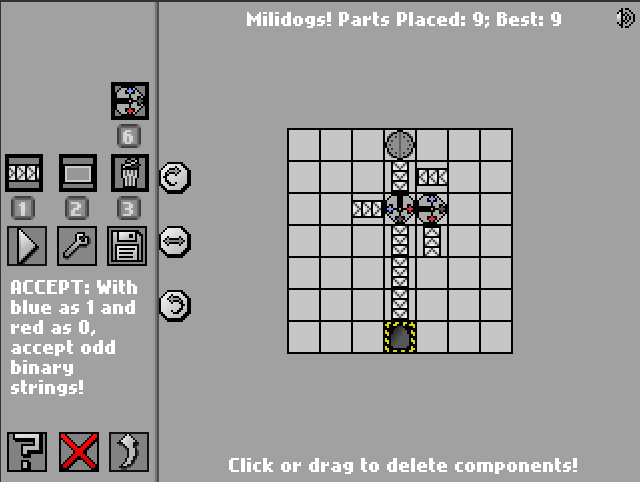 Milidogs! Parts Placed: 9; Best: 9
6
1
2
3
ACCEPT: With
blue as 1 and
red as 0,
accept odd
binary
strings!
?
Click or drag to delete components!